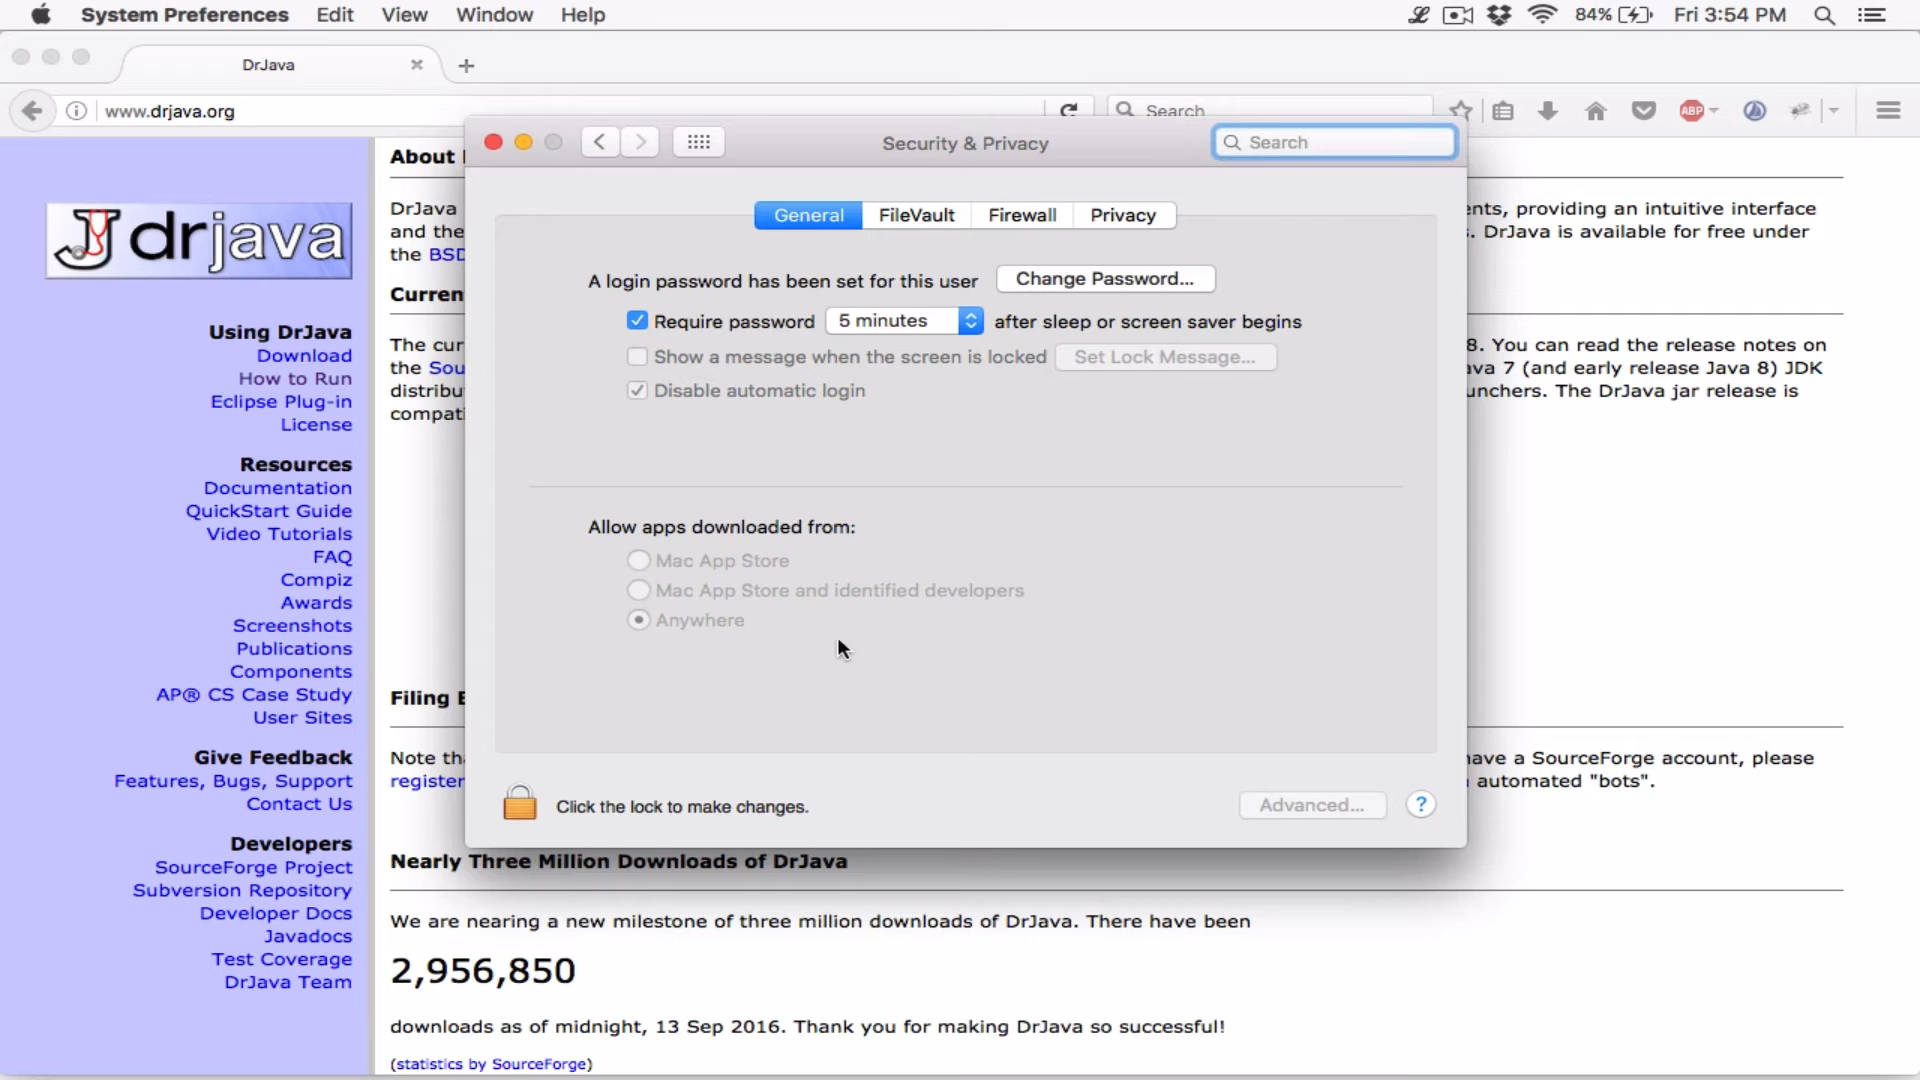 System Preferences Edit View Window Help
84% Fri 3:54 PM
DrJava
www.drjava.org
Search
ABP
Security & Privacy
Search
General FileVault Firewall Privacy
A login password has been set for this user Change Password...
Require password 5 minutes after sleep or screen saver begins
Show a message when the screen is locked Set Lock Message...
Disable automatic login
Allow apps downloaded from:
Mac App Store
Mac App Store and identified developers
Anywhere
Click the lock to make changes.
Advanced... ?
drjava
Using DrJava
Download
How to Run
Eclipse Plug-in
License
Resources
Documentation
QuickStart Guide
Video Tutorials
FAQ
Compiz
Awards
Screenshots
Publications
Components
AP® CS Case Study
User Sites
Give Feedback
Features, Bugs, Support
Contact Us
Developers
SourceForge Project
Subversion Repository
Developer Docs
Javadocs
Test Coverage
DrJava Team
About
DrJava ents, providing an intuitive interface
and the . DrJava is available for free under
the BSD
Curren
The cur 8. You can read the release notes on
the Sou ava 7 (and early release Java 8) JDK
distribu unchers. The DrJava jar release is
compati
Filing
Note th have a SourceForge account, please
register automated "bots".
Nearly Three Million Downloads of DrJava
We are nearing a new milestone of three million downloads of DrJava. There have been
2,956,850
downloads as of midnight, 13 Sep 2016. Thank you for making DrJava so successful!
(statistics by SourceForge)